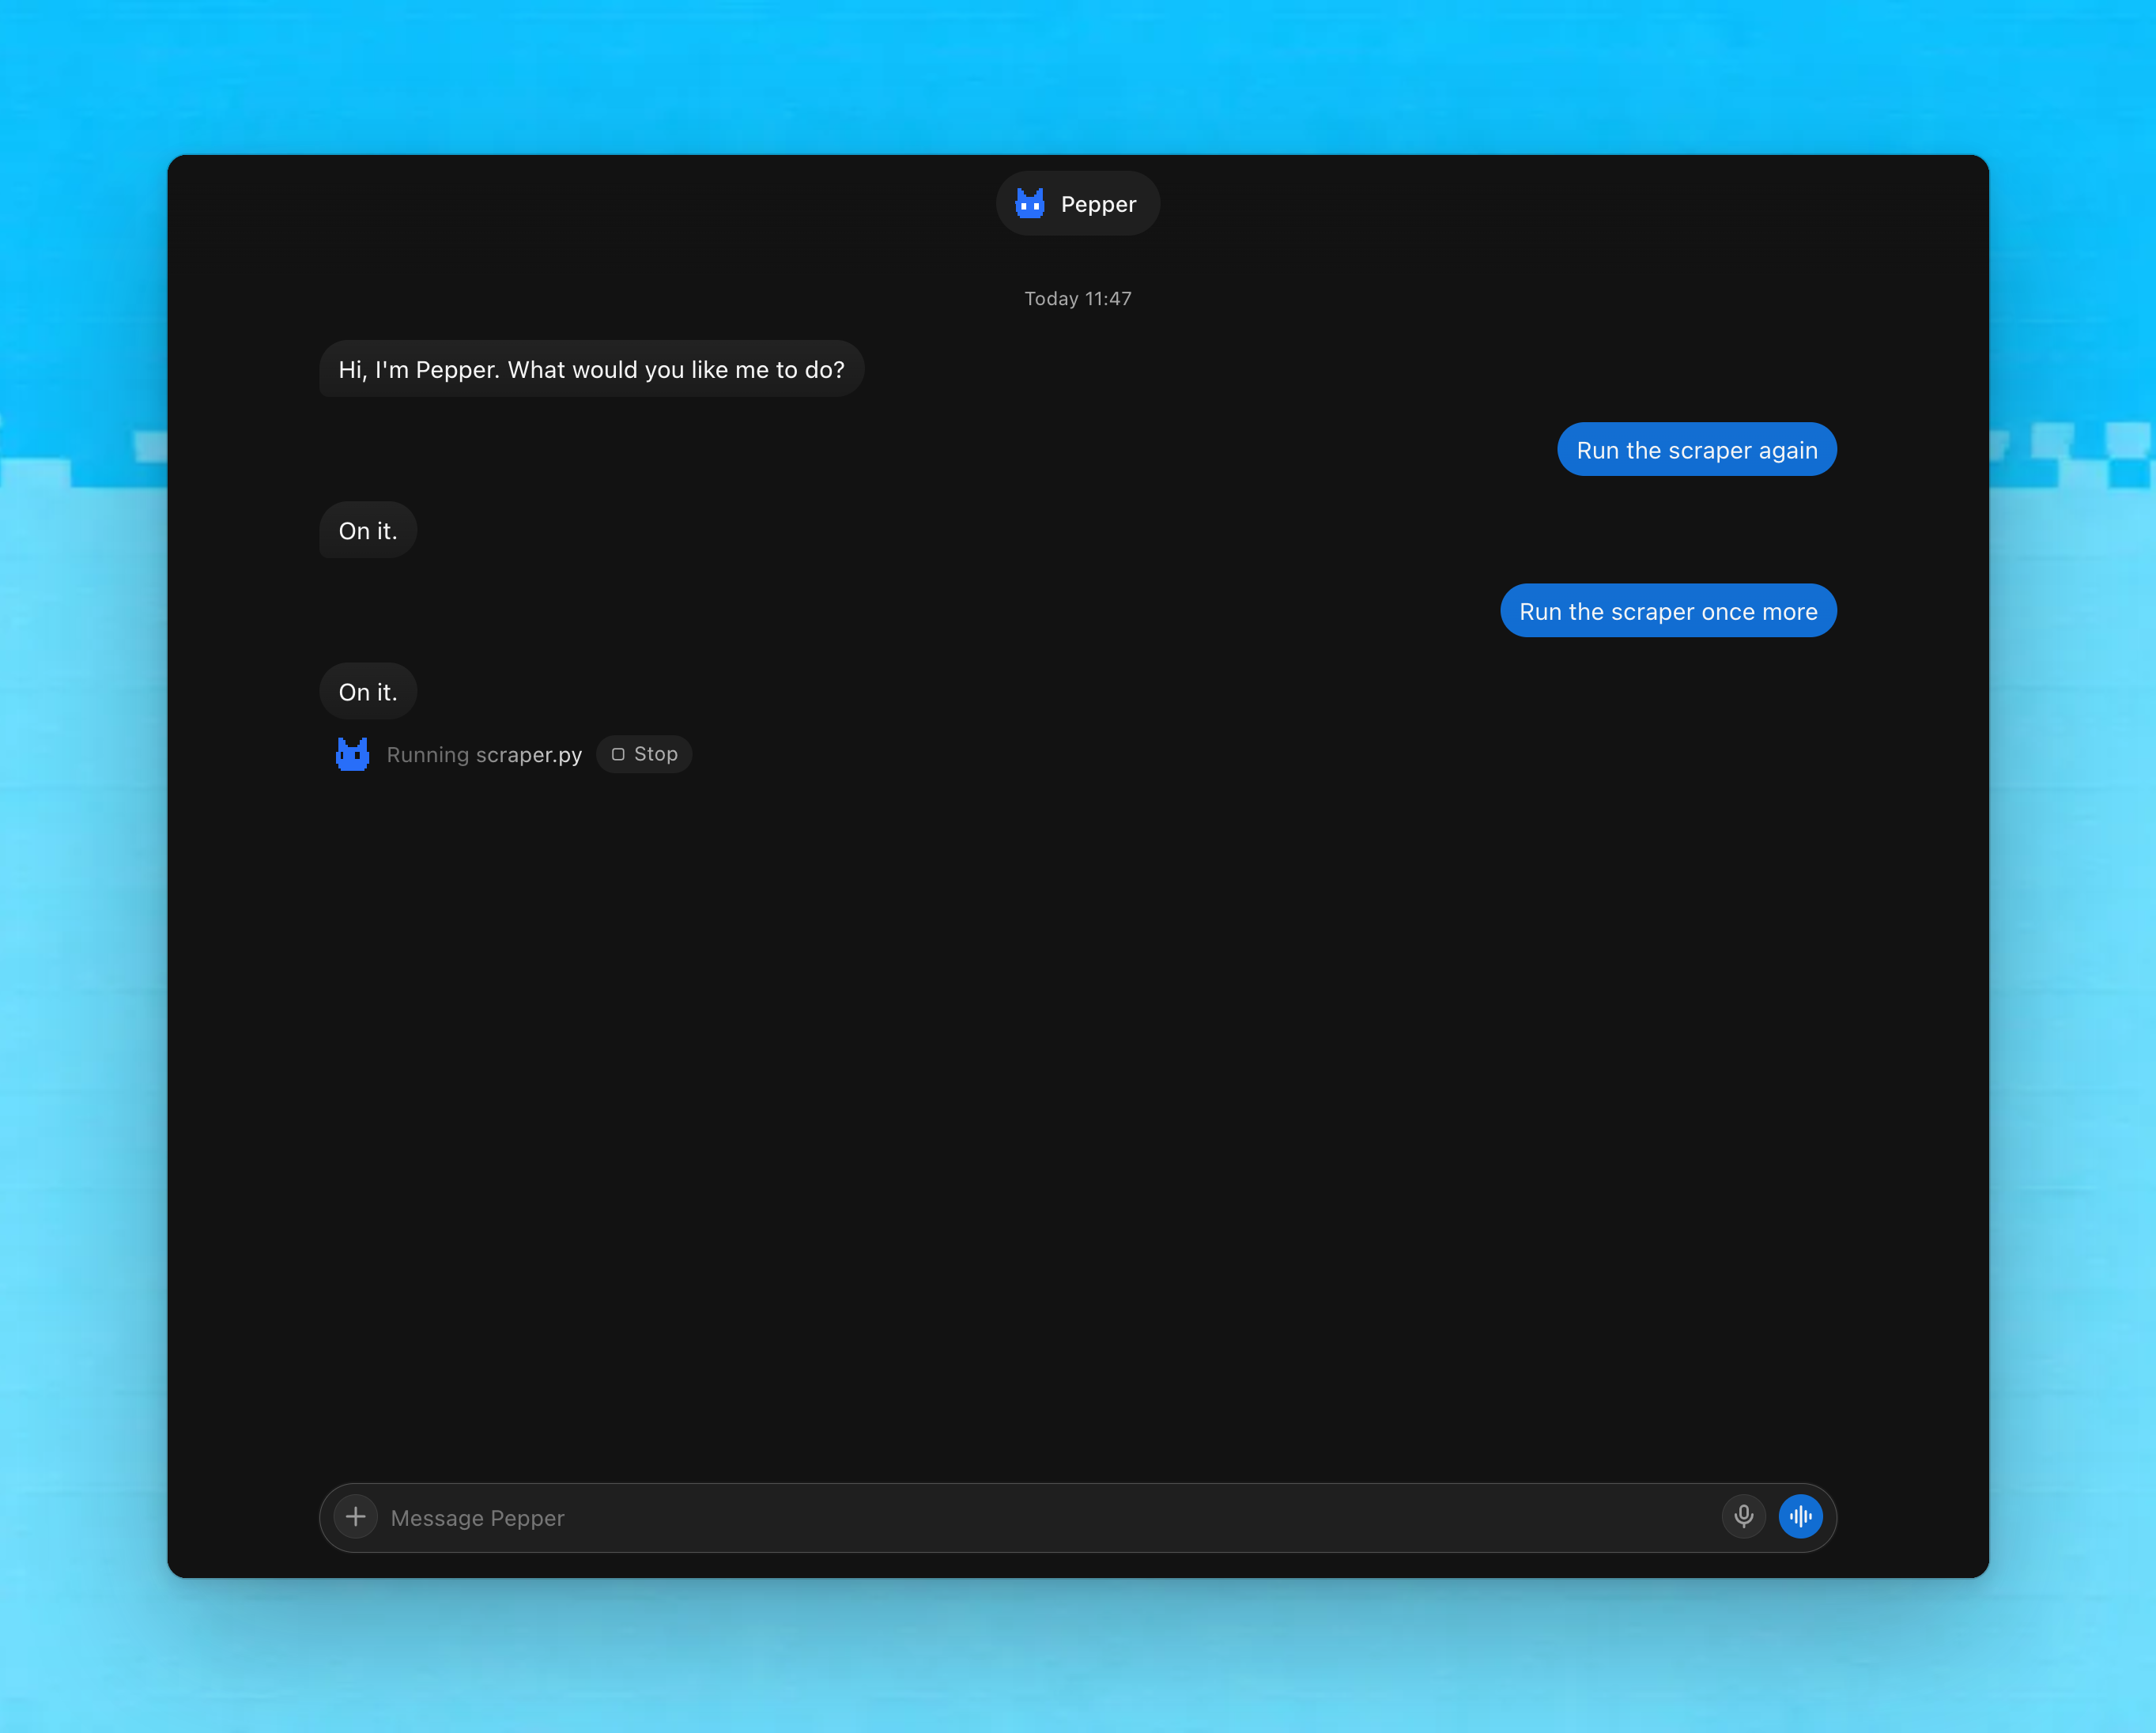 Pepper
Today 11:47
Hi, I'm Pepper. What would you like me to do?
Run the scraper again
On it.
Run the scraper once more
On it.
Running scraper.py Stop
Message Pepper